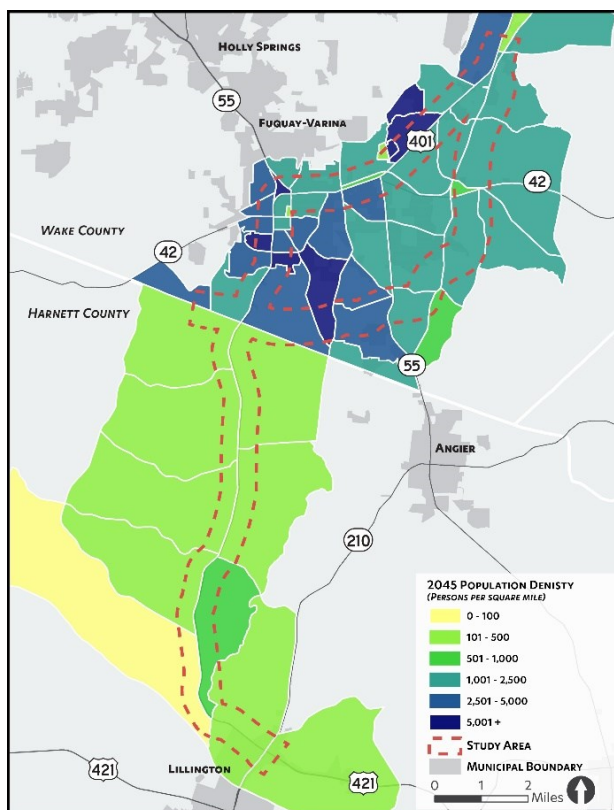 HOLLY SPRINGS
55
FUQUAY-VARINA
401
42
WAKE COUNTY
42
HARNETT COUNTY
55
ANGIER
210
2045 POPULATION DENISTY
(PERSONS PER SQUARE MILE)
0 - 100
101 - 500
501 - 1,000
1,001 - 2,500
2,501 - 5,000
5,001 +
STUDY AREA
MUNICIPAL BOUNDARY
421
LILLINGTON
421
0 1 2
Miles